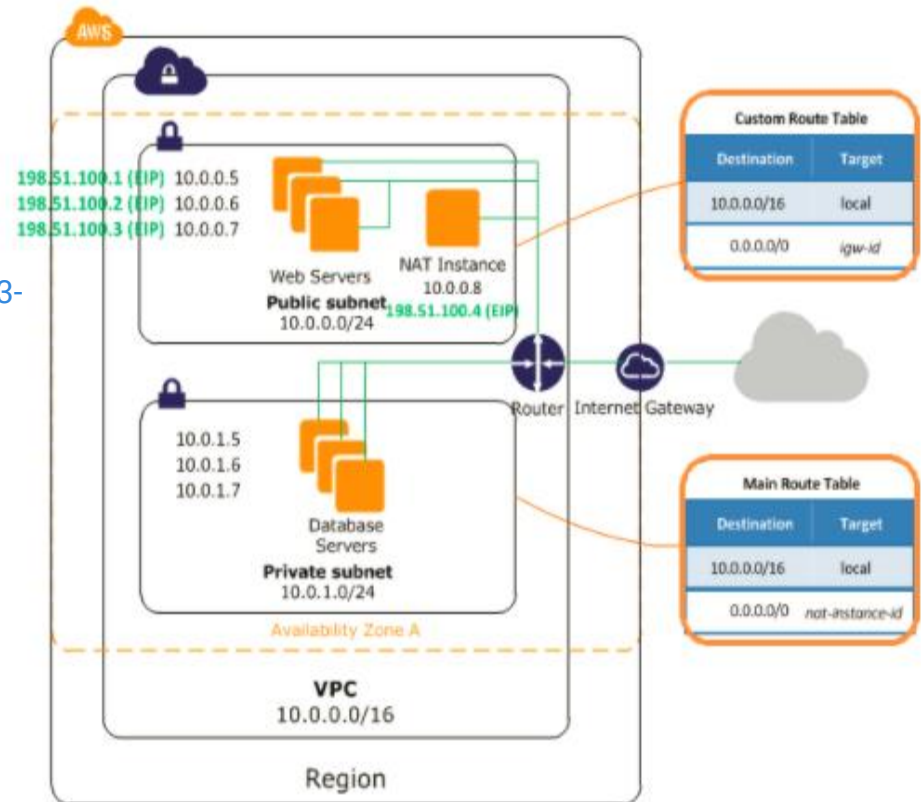 AWS
198.51.100.1 (EIP) 10.0.0.5
198.51.100.2 (EIP) 10.0.0.6
198.51.100.3 (EIP) 10.0.0.7
3-
Web Servers
NAT Instance
10.0.0.8
198.51.100.4 (EIP)
Public subnet
10.0.0.0/24
Custom Route Table
Destination Target
10.0.0.0/16 local
0.0.0.0/0 igw-id
Router Internet Gateway
10.0.1.5
10.0.1.6
10.0.1.7
Database
Servers
Private subnet
10.0.1.0/24
Availability Zone A
Main Route Table
Destination Target
10.0.0.0/16 local
0.0.0.0/0 nat-instance-id
VPC
10.0.0.0/16
Region